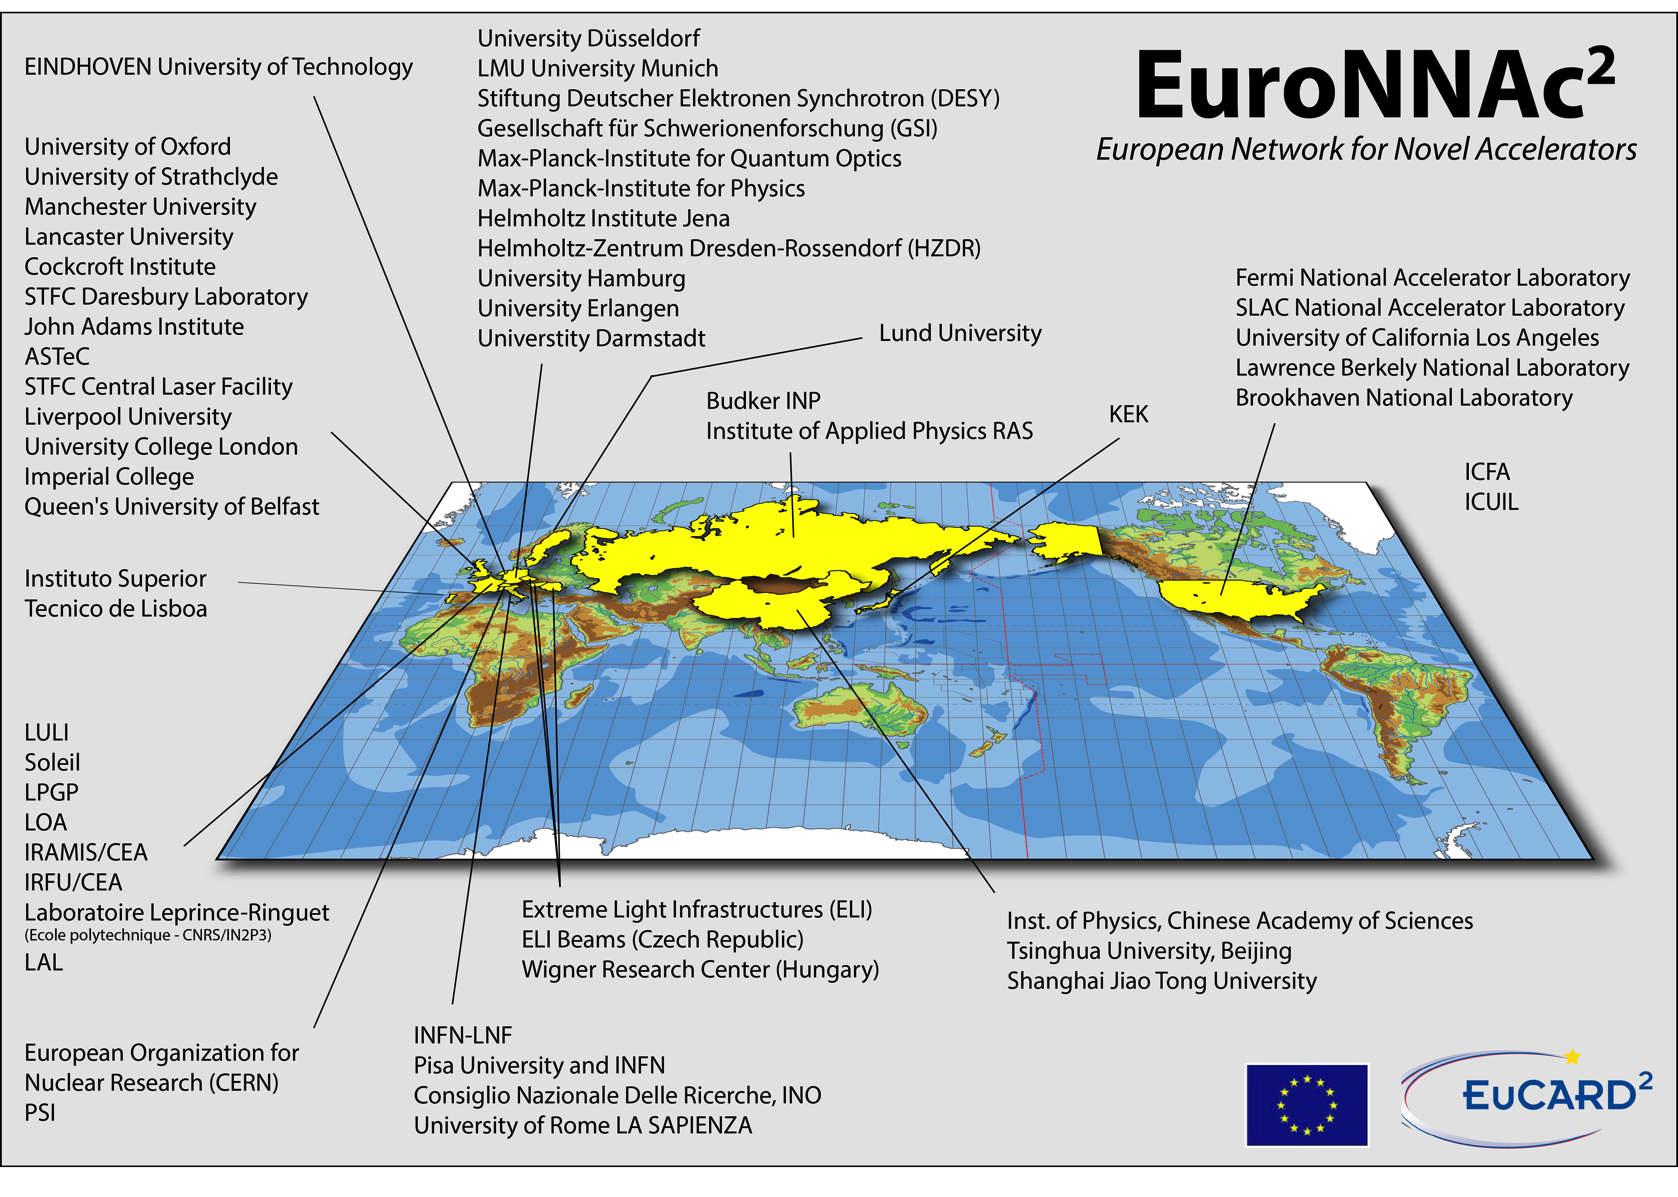 EuroNNAc²
European Network for Novel Accelerators
EINDHOVEN University of Technology
University of Oxford
University of Strathclyde
Manchester University
Lancaster University
Cockcroft Institute
STFC Daresbury Laboratory
John Adams Institute
ASTeC
STFC Central Laser Facility
Liverpool University
University College London
Imperial College
Queen's University of Belfast
Instituto Superior
Tecnico de Lisboa
LULI
Soleil
LPGP
LOA
IRAMIS/CEA
IRFU/CEA
Laboratoire Leprince-Ringuet
(Ecole polytechnique - CNRS/IN2P3)
LAL
European Organization for
Nuclear Research (CERN)
PSI
University Düsseldorf
LMU University Munich
Stiftung Deutscher Elektronen Synchrotron (DESY)
Gesellschaft für Schwerionenforschung (GSI)
Max-Planck-Institute for Quantum Optics
Max-Planck-Institute for Physics
Helmholtz Institute Jena
Helmholtz-Zentrum Dresden-Rossendorf (HZDR)
University Hamburg
University Erlangen
Universtity Darmstadt
Lund University
Budker INP
Institute of Applied Physics RAS
KEK
Fermi National Accelerator Laboratory
SLAC National Accelerator Laboratory
University of California Los Angeles
Lawrence Berkely National Laboratory
Brookhaven National Laboratory
ICFA
ICUIL
Extreme Light Infrastructures (ELI)
ELI Beams (Czech Republic)
Wigner Research Center (Hungary)
INFN-LNF
Pisa University and INFN
Consiglio Nazionale Delle Ricerche, INO
University of Rome LA SAPIENZA
Inst. of Physics, Chinese Academy of Sciences
Tsinghua University, Beijing
Shanghai Jiao Tong University
EuCARD²